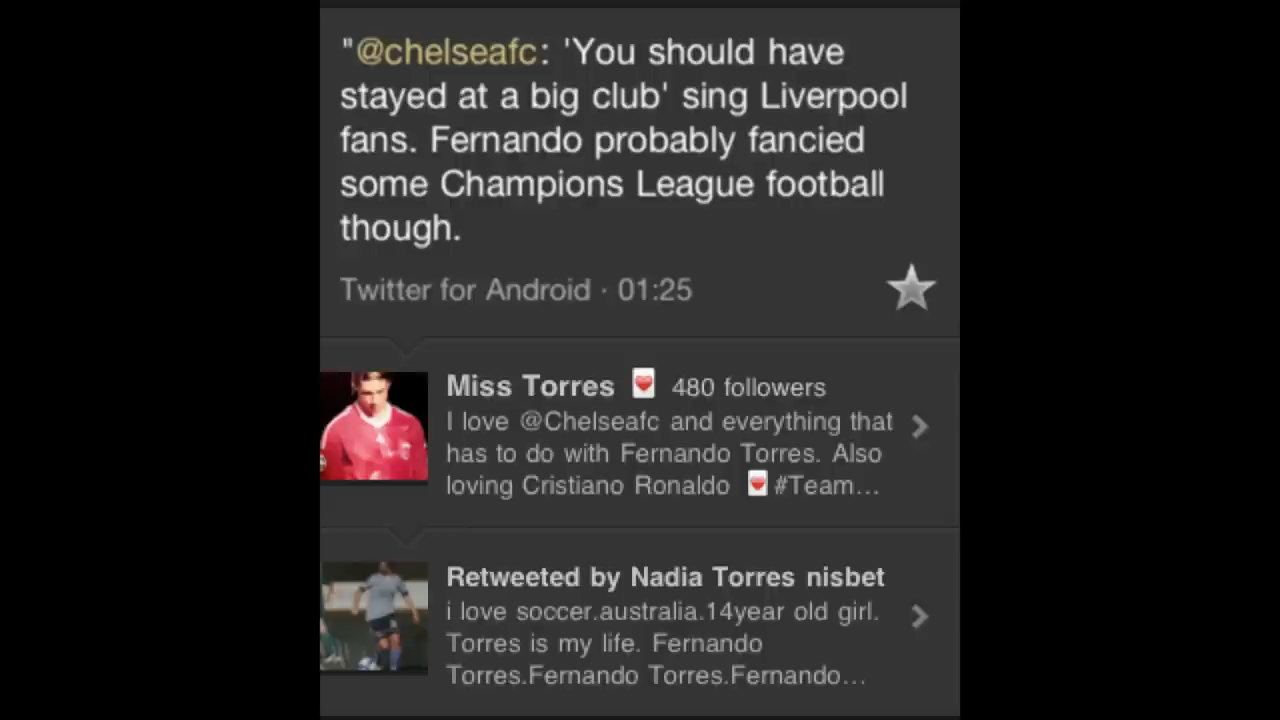 "@chelseafc: 'You should have
stayed at a big club' sing Liverpool
fans. Fernando probably fancied
some Champions League football
though.
Twitter for Android · 01:25
Miss Torres 💌 480 followers
I love @Chelseafc and everything that
has to do with Fernando Torres. Also
loving Cristiano Ronaldo 💌#Team...
Retweeted by Nadia Torres nisbet
i love soccer.australia.14year old girl.
Torres is my life. Fernando
Torres.Fernando Torres.Fernando...